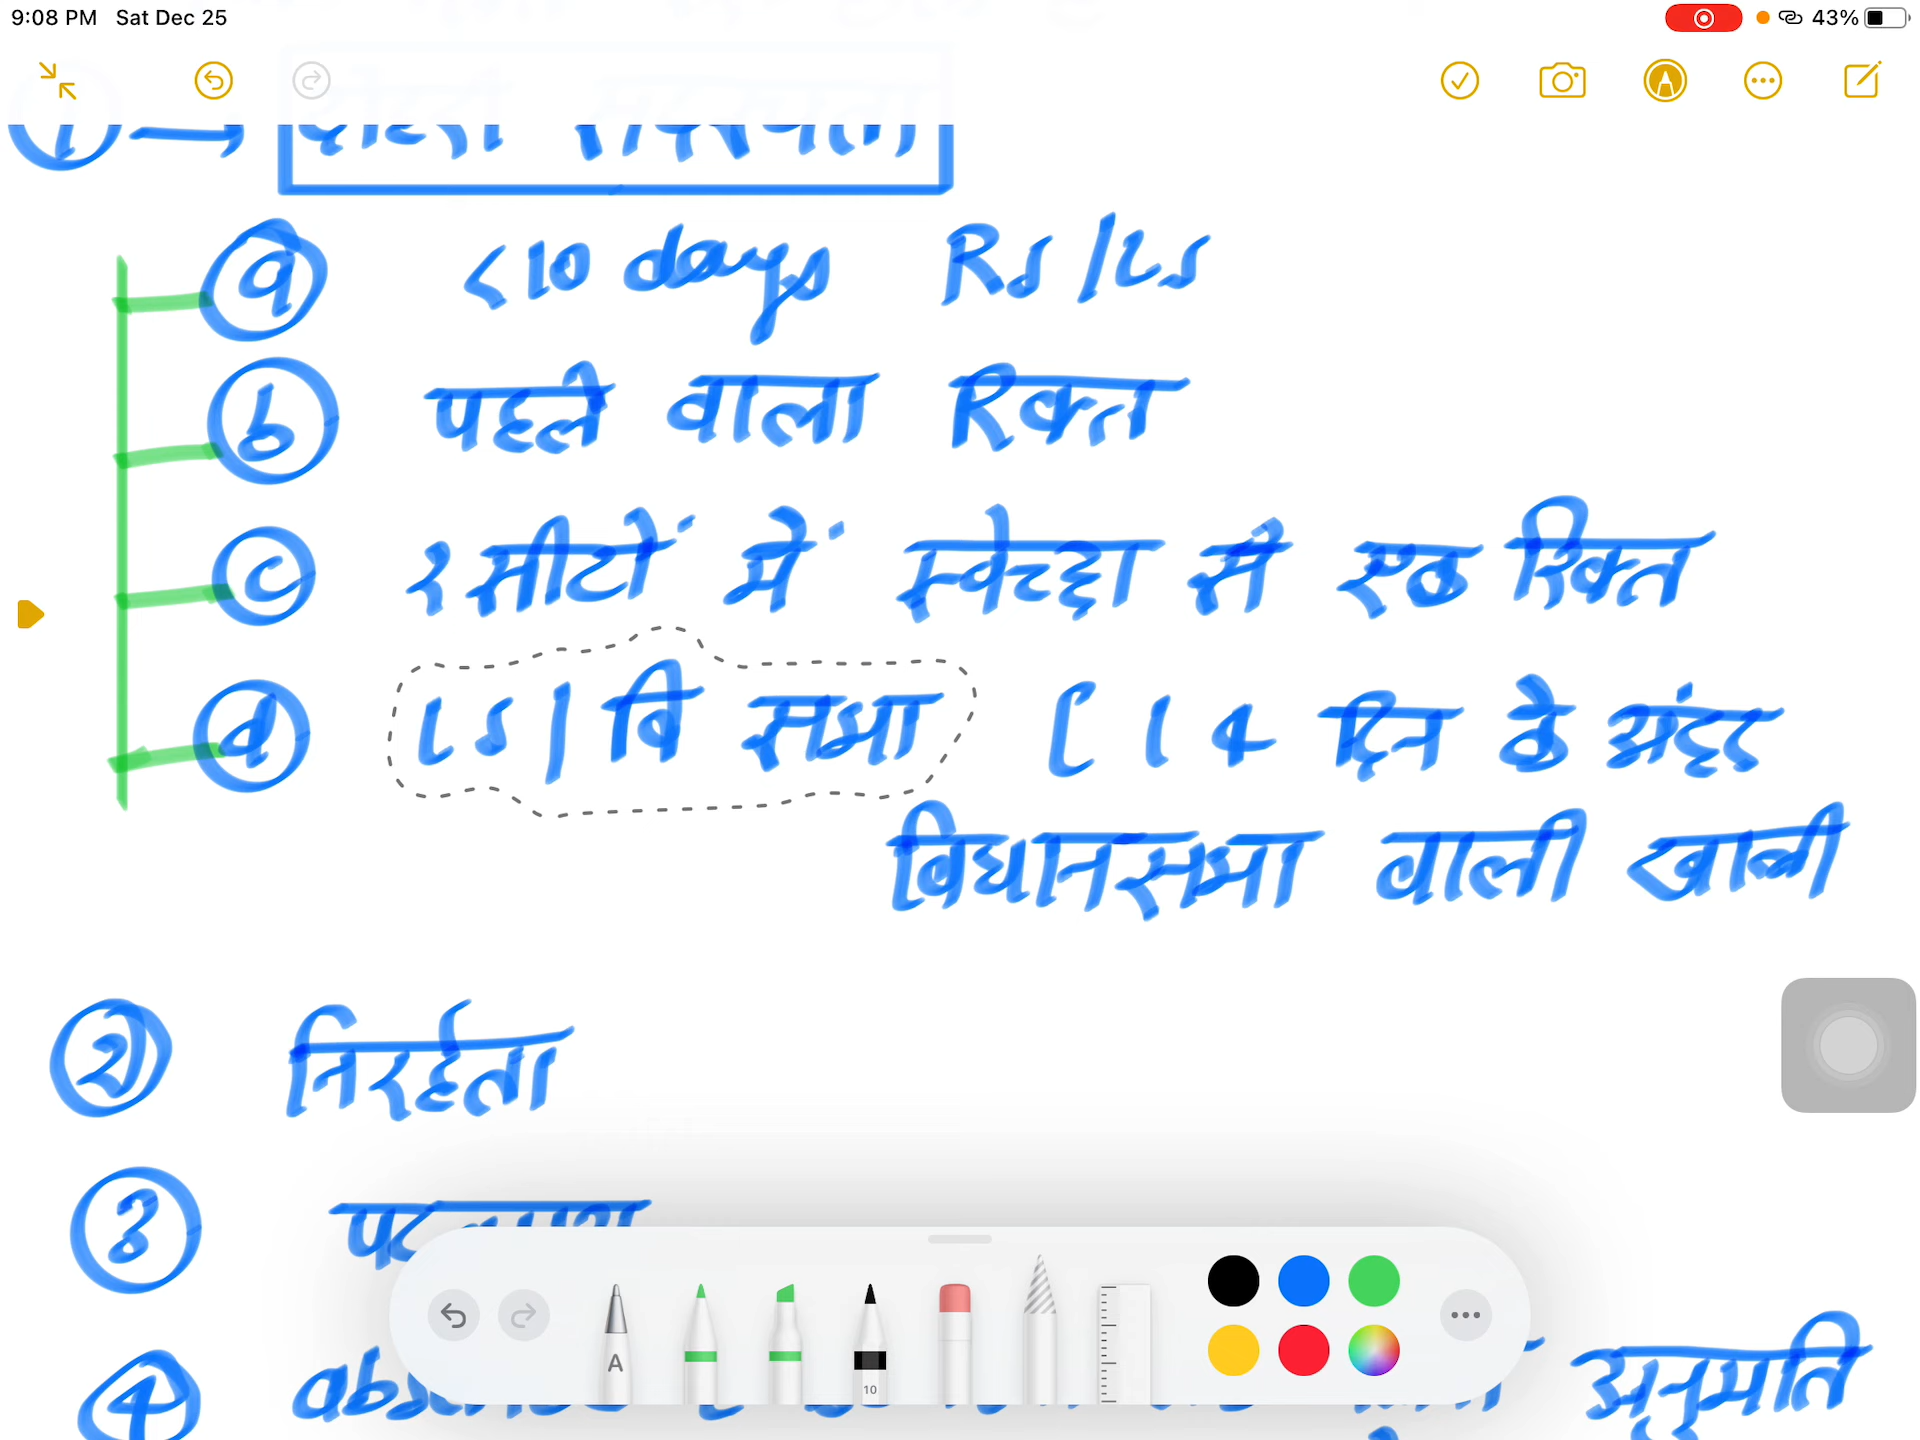 9:08 PM Sat Dec 25 43%
1 →
a <10 days RS/LS
b पहले वाला रिक्त
c 2 सीटों में स्वेच्छा से एक रिक्त
d LS/वि सभा [14 दिन के अंदर
विधानसभा वाली खाली
2 निरर्हता
3
A 10
4 अनुमति